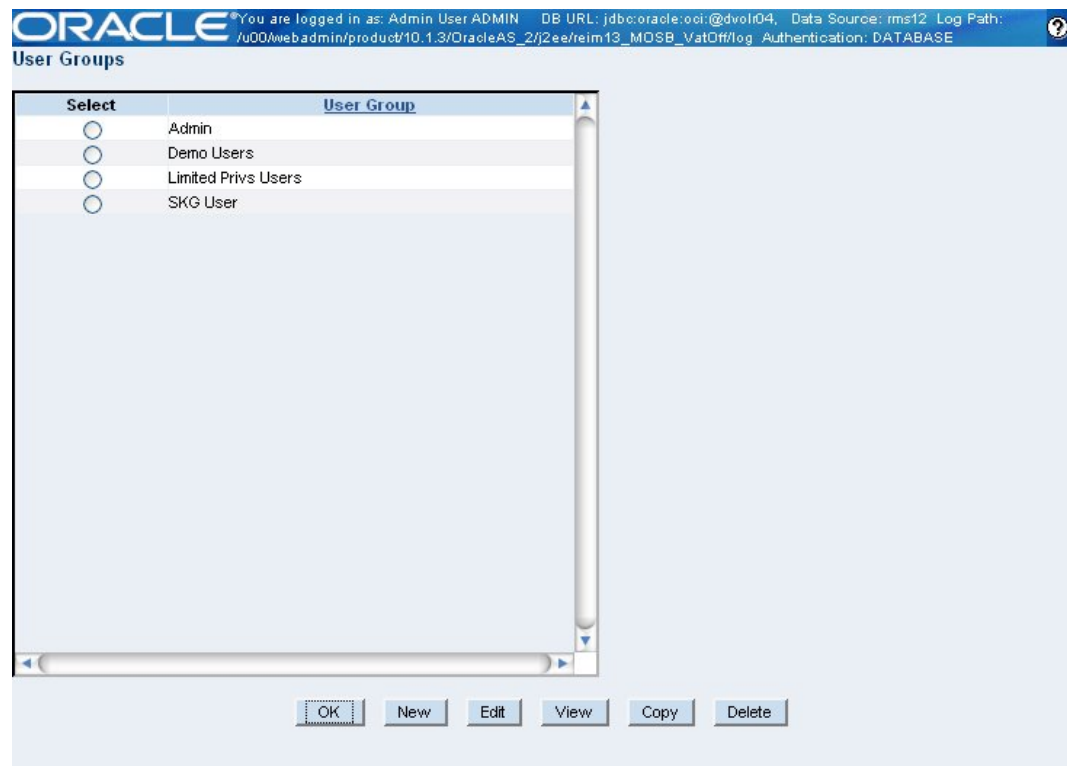 ORACLE® You are logged in as: Admin User ADMIN DB URL: jdbc:oracle:oci:@dvolr04, Data Source: rms12 Log Path:
/u00/webadmin/product/10.1.3/OracleAS_2/j2ee/reim13_MOSB_VatOff/log Authentication: DATABASE
?
User Groups
Select User Group
Admin
Demo Users
Limited Privs Users
SKG User
OK New Edit View Copy Delete